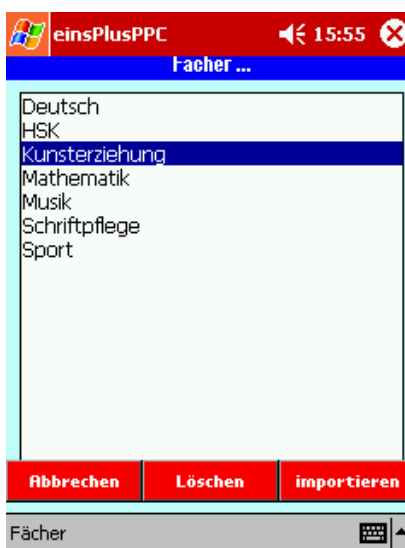 einsPlusPPC 15:55
Fächer ...
Deutsch
HSK
Kunsterziehung
Mathematik
Musik
Schriftpflege
Sport
Abbrechen Löschen importieren
Fächer